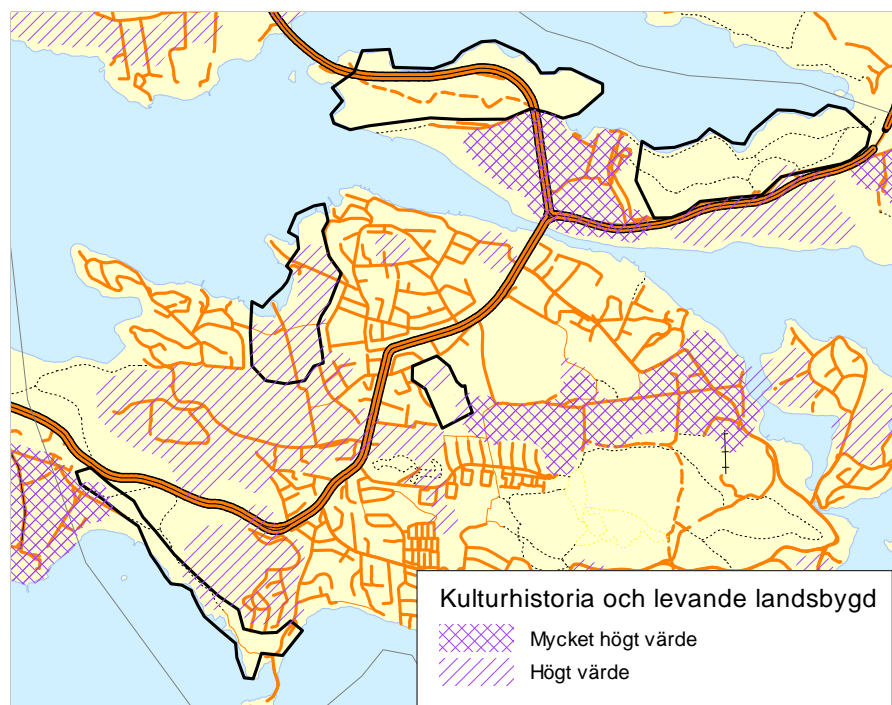 Kulturhistoria och levande landsbygd
Mycket högt värde
Högt värde